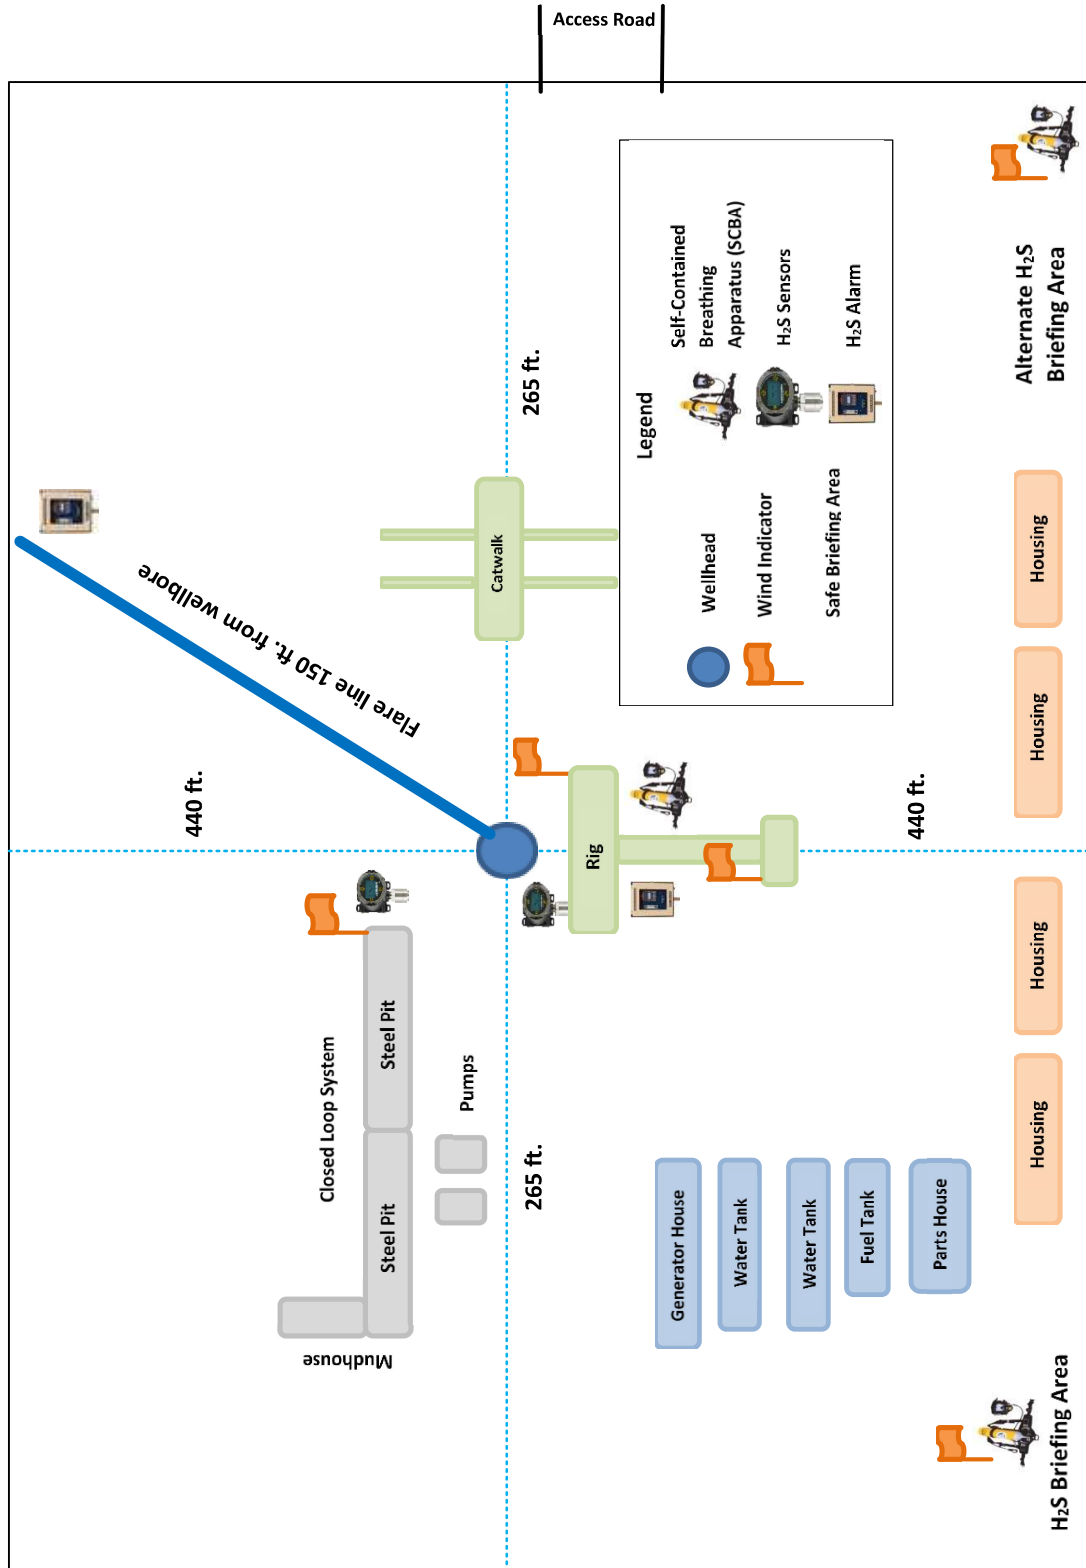 Access Road
265 ft.
Flare line 150 ft. from wellbore
440 ft.
Catwalk
Legend
Wellhead
Wind Indicator
Safe Briefing Area
Self-Contained
Breathing
Apparatus (SCBA)
H₂S Sensors
H₂S Alarm
Alternate H₂S
Briefing Area
Rig
440 ft.
Closed Loop System
Steel Pit
Steel Pit
Pumps
Mudhouse
265 ft.
Generator House
Water Tank
Water Tank
Fuel Tank
Parts House
Housing
Housing
Housing
Housing
H₂S Briefing Area